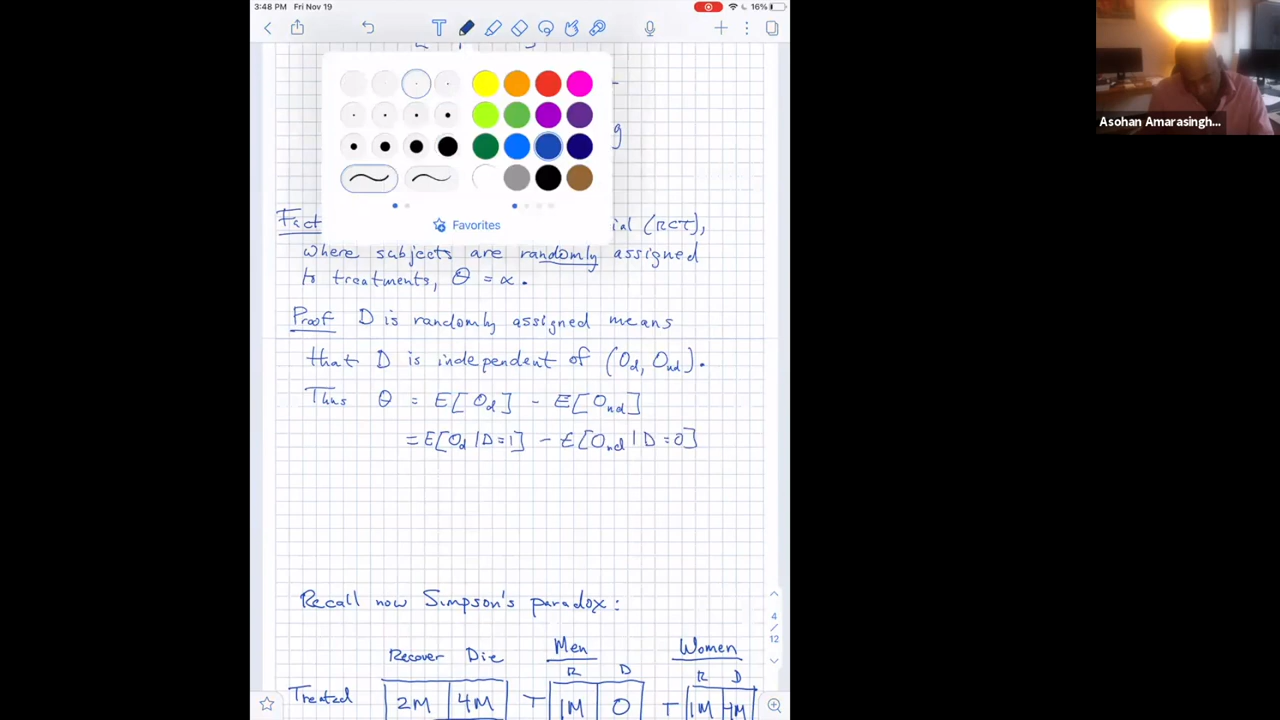 3:48 PM Fri Nov 19
16%
T
g
Favorites
Fact ial (RCT),
where subjects are randomly assigned
to treatments, θ = α.
Proof D is randomly assigned means
that D is independent of (O_d, O_nd).
Thus θ = E[O_d] - E[O_nd]
= E[O_d | D=1] - E[O_nd | D=0]
Recall now Simpson's paradox:
Recover Die
Men
R D
Women
R D
Treated 2M 4M
T 1M 0
T 1M 4M
4
/
12
Asohan Amarasingh...